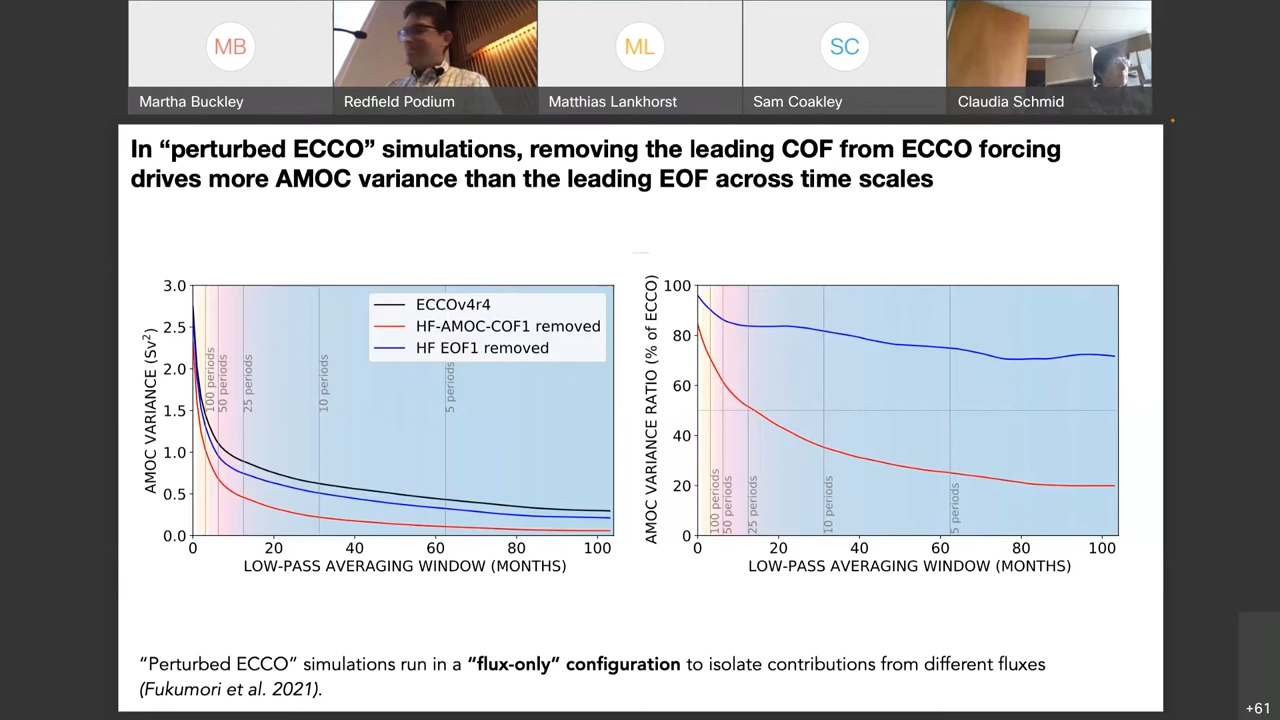 MB
ML
SC
Martha Buckley
Redfield Podium
Matthias Lankhorst
Sam Coakley
Claudia Schmid
In “perturbed ECCO” simulations, removing the leading COF from ECCO forcing
drives more AMOC variance than the leading EOF across time scales
AMOC VARIANCE (Sv²)
3.0
2.5
2.0
1.5
1.0
0.5
0.0
ECCOv4r4
HF-AMOC-COF1 removed
HF EOF1 removed
100 periods
50 periods
25 periods
10 periods
5 periods
0 20 40 60 80 100
LOW-PASS AVERAGING WINDOW (MONTHS)
AMOC VARIANCE RATIO (% of ECCO)
100
80
60
40
20
0
100 periods
50 periods
25 periods
10 periods
5 periods
0 20 40 60 80 100
LOW-PASS AVERAGING WINDOW (MONTHS)
“Perturbed ECCO” simulations run in a “flux-only” configuration to isolate contributions from different fluxes
(Fukumori et al. 2021).
+61